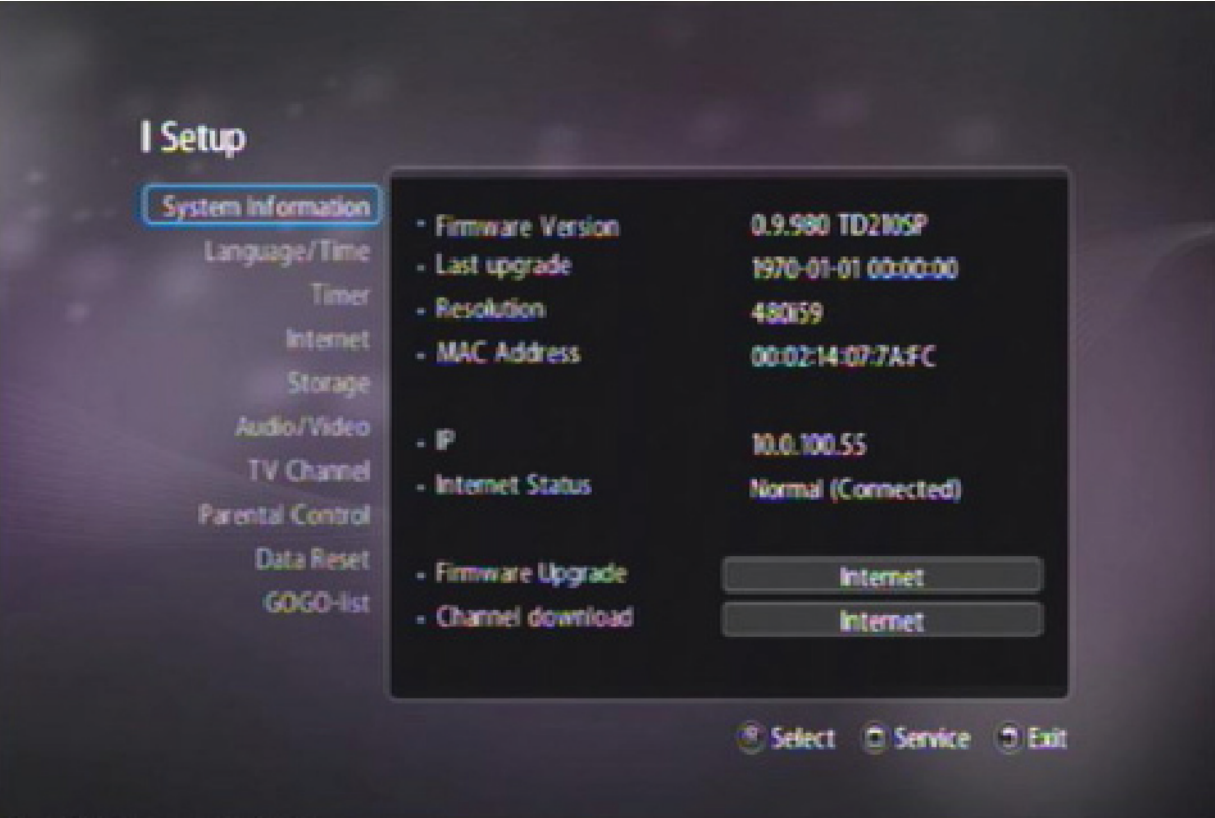 Setup
System Information
Language/Time
Timer
Internet
Storage
Audio/Video
TV Channel
Parental Control
Data Reset
GOGO-list
- Firmware Version 0.9.980 TD210SP
- Last upgrade 1970-01-01 00:00:00
- Resolution 480i59
- MAC Address 00:02:14:07:7A:FC
- IP 10.0.100.55
- Internet Status Normal (Connected)
- Firmware Upgrade Internet
- Channel download Internet
Select Service Exit